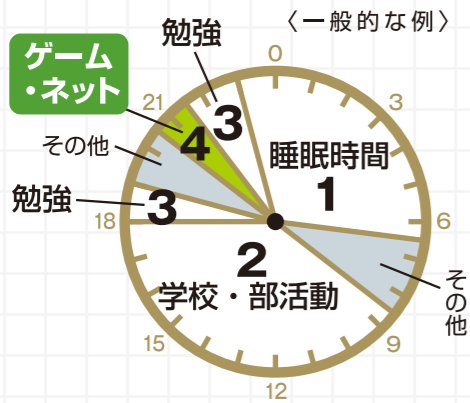 〈一般的な例〉
勉強
ゲーム
・ネット
0
21
3
3
4
その他
睡眠時間
1
勉強
3
18
6
2
学校・部活動
その他
15
9
12